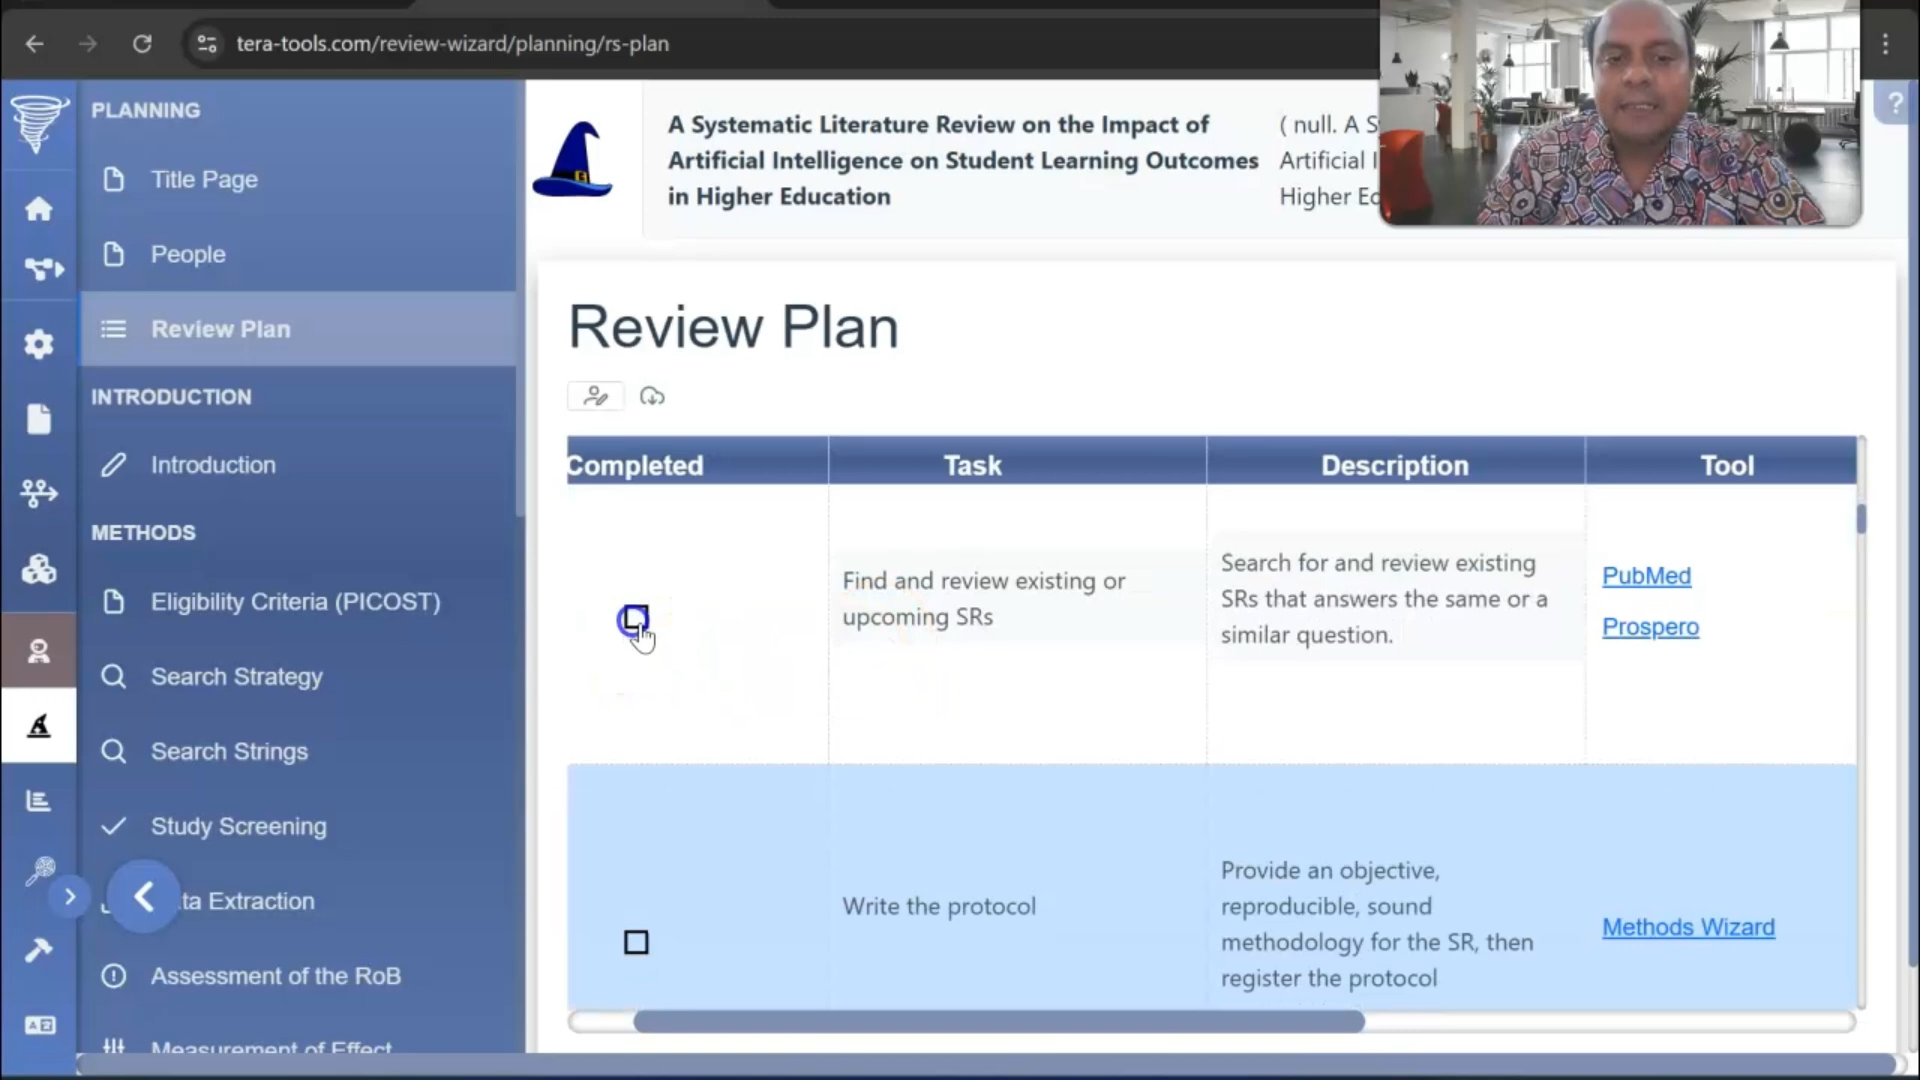 tera-tools.com/review-wizard/planning/rs-plan
PLANNING
Title Page
People
Review Plan
INTRODUCTION
Introduction
METHODS
Eligibility Criteria (PICOST)
Search Strategy
Search Strings
Study Screening
ta Extraction
Assessment of the RoB
Measurement of Effect
A Systematic Literature Review on the Impact of
Artificial Intelligence on Student Learning Outcomes
in Higher Education
( null. A S
Artificial I
Higher Ed
?
Review Plan
Completed Task Description Tool
Find and review existing or
upcoming SRs
Search for and review existing
SRs that answers the same or a
similar question.
PubMed
Prospero
Write the protocol
Provide an objective,
reproducible, sound
methodology for the SR, then
register the protocol
Methods Wizard